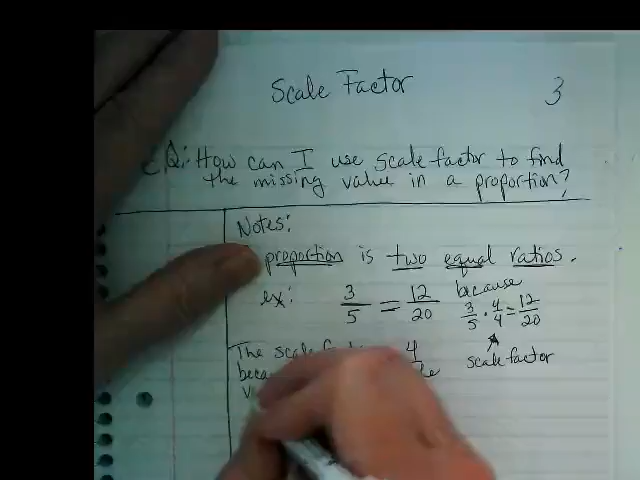 Scale Factor 3
E.Q.: How can I use scale factor to find
the missing value in a proportion?
Notes:
proportion is two equal ratios.
ex: 3/5 = 12/20 because
3/5 · 4/4 = 12/20
scale factor
The scale 4